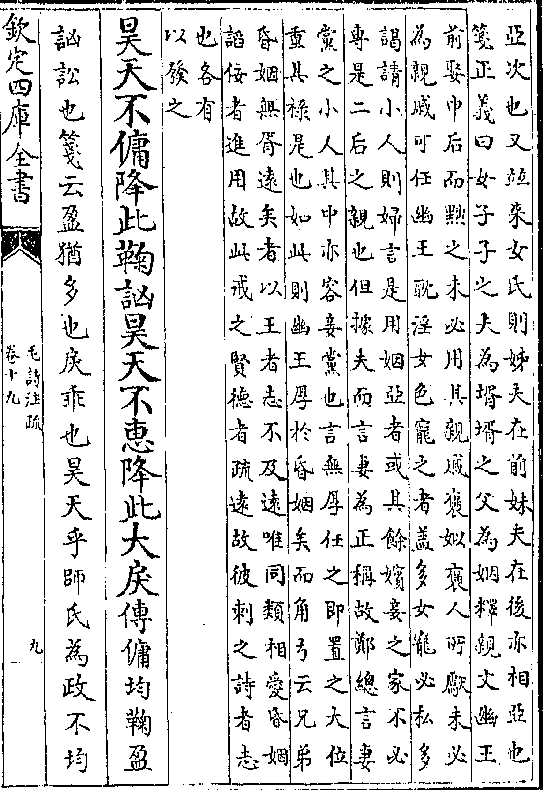 亞次也又竝來女氏則姊夫在前妹夫在後亦相亞也
箋正義曰女子子之夫為壻壻之父為姻釋親文幽王
前娶申后而黜之未必用其親戚褒姒褒人所厭未必
為親戚可任幽王耽淫女色寵之者蓋多女寵必私多
謁請小人則婦言是用姻亞者或其餘嬪妾之家不必
專是二后之親也但據夫而言妻為正稱故鄭總言妻
黨之小人其中亦容妾黨也言無厚任之即置之大位
重其祿是也如此則幽王厚於昏姻矣而角弓云兄弟
昏姻無胥遠矣者以王者志不及遠唯同類相愛昏姻
諂佞者進用故此戒之賢德者疏遠故彼刺之詩者志
也各有
以發之
昊天不傭降此鞠訩昊天不惠降此大戾傳傭均鞠盈
訩訟也箋云盈猶多也戾乖也昊天乎師氏為政不均
欽定四庫全書
毛詩注疏
卷十九
九